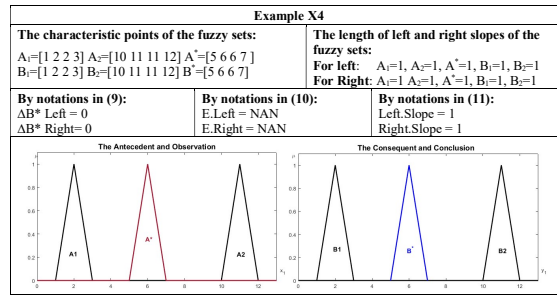 Example X4
The characteristic points of the fuzzy sets:
A₁=[1 2 2 3] A₂=[10 11 11 12] A*=[5 6 6 7 ]
B₁=[1 2 2 3] B₂=[10 11 11 12] B*=[5 6 6 7]
The length of left and right slopes of the
fuzzy sets:
For left: A₁=1, A₂=1, A*=1, B₁=1, B₂=1
For Right: A₁=1 A₂=1, A*=1, B₁=1, B₂=1
By notations in (9):
ΔB* Left = 0
ΔB* Right= 0
By notations in (10):
E.Left = NAN
E.Right = NAN
By notations in (11):
Left.Slope = 1
Right.Slope = 1
The Antecedent and Observation
1
0.8
0.6
0.4
0.2
0
A1
A*
A2
0 2 4 6 8 10 12
x₁
The Consequent and Conclusion
1
0.8
0.6
0.4
0.2
0
B1
B*
B2
0 2 4 6 8 10 12
y₁